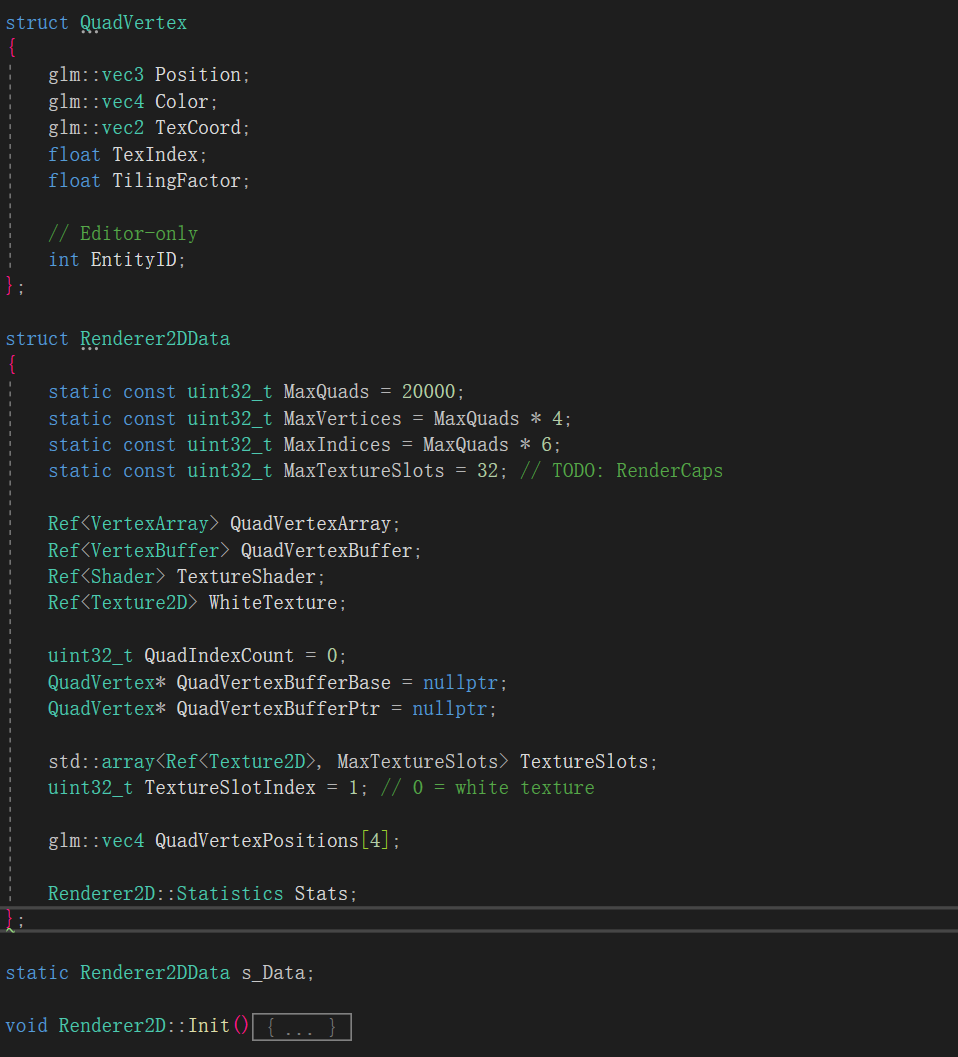 struct QuadVertex
{
    glm::vec3 Position;
    glm::vec4 Color;
    glm::vec2 TexCoord;
    float TexIndex;
    float TilingFactor;

    // Editor-only
    int EntityID;
};

struct Renderer2DData
{
    static const uint32_t MaxQuads = 20000;
    static const uint32_t MaxVertices = MaxQuads * 4;
    static const uint32_t MaxIndices = MaxQuads * 6;
    static const uint32_t MaxTextureSlots = 32; // TODO: RenderCaps

    Ref<VertexArray> QuadVertexArray;
    Ref<VertexBuffer> QuadVertexBuffer;
    Ref<Shader> TextureShader;
    Ref<Texture2D> WhiteTexture;

    uint32_t QuadIndexCount = 0;
    QuadVertex* QuadVertexBufferBase = nullptr;
    QuadVertex* QuadVertexBufferPtr = nullptr;

    std::array<Ref<Texture2D>, MaxTextureSlots> TextureSlots;
    uint32_t TextureSlotIndex = 1; // 0 = white texture

    glm::vec4 QuadVertexPositions[4];

    Renderer2D::Statistics Stats;
};

static Renderer2DData s_Data;

void Renderer2D::Init(){ ... }